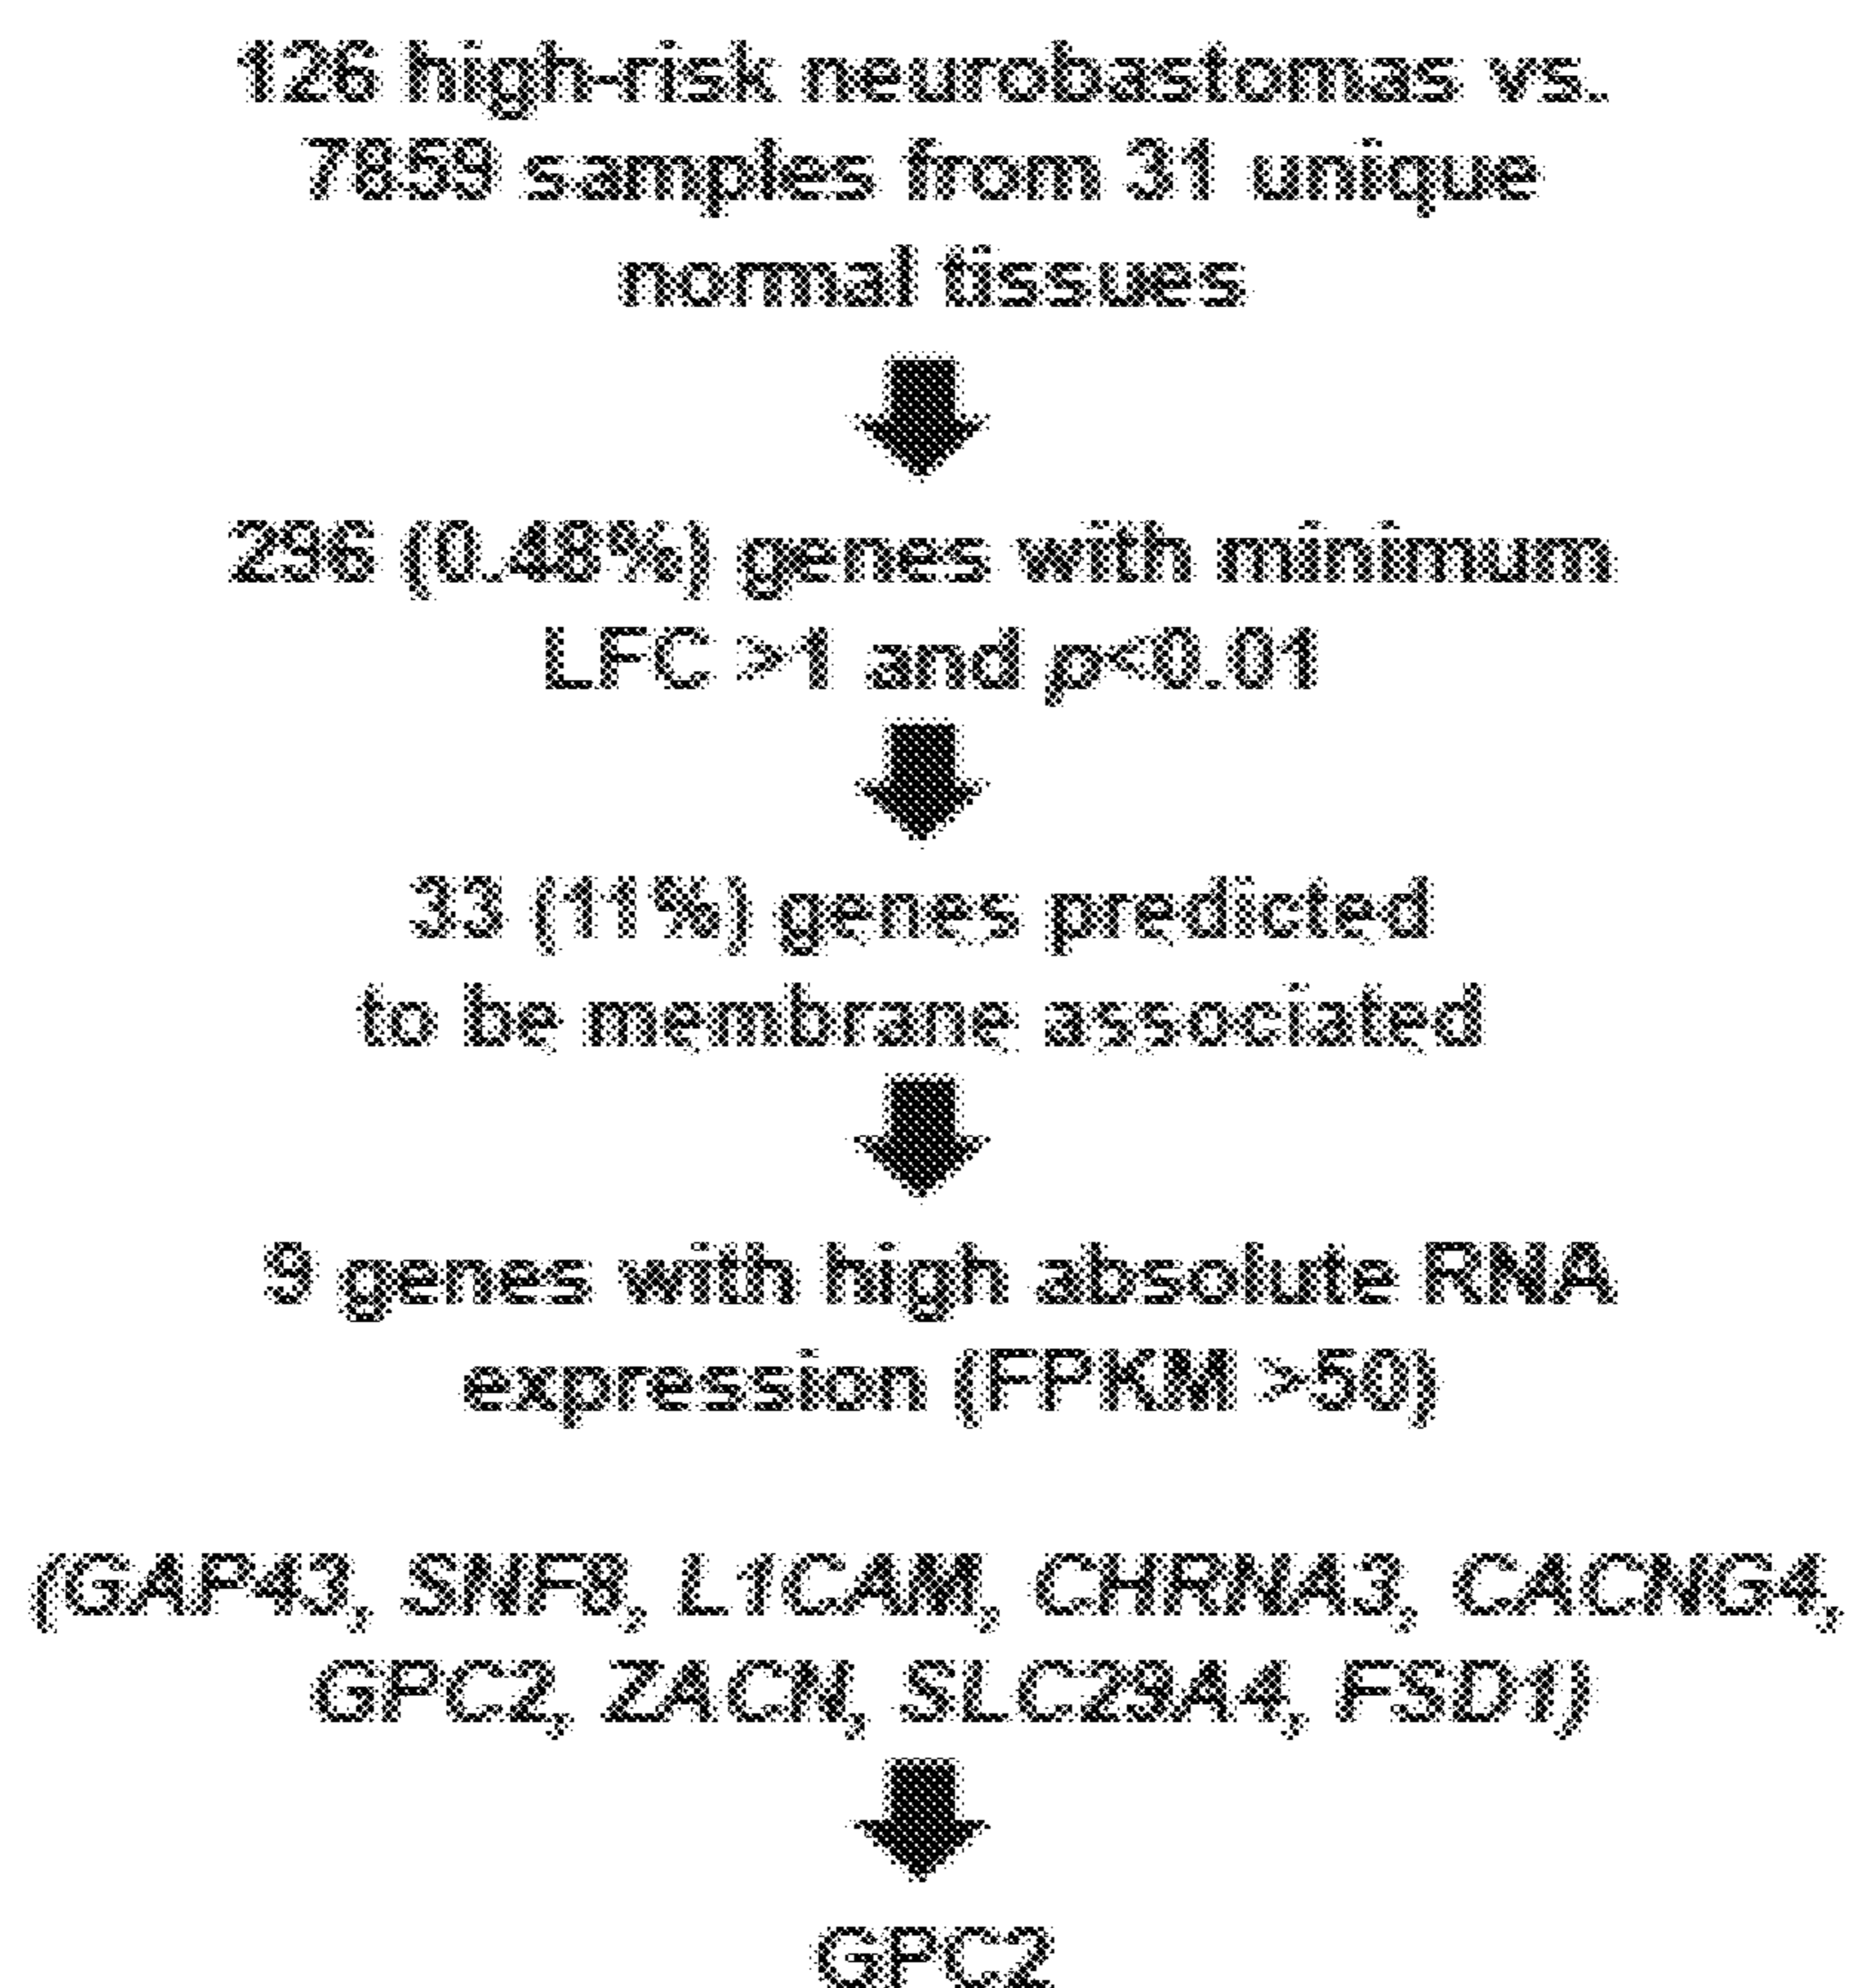 126 high-risk neurobastomas vs.
7859 samples from 31 unique
normal tissues
296 (0.48%) genes with minimum
LFC >1 and p<0.01
33 (11%) genes predicted
to be membrane associated
9 genes with high absolute RNA
expression (FPKM >50)
(GAP43, SNF8, L1CAM, CHRNA3, CACNG4,
GPC2, ZACN, SLC29A4, FSD1)
GPC2